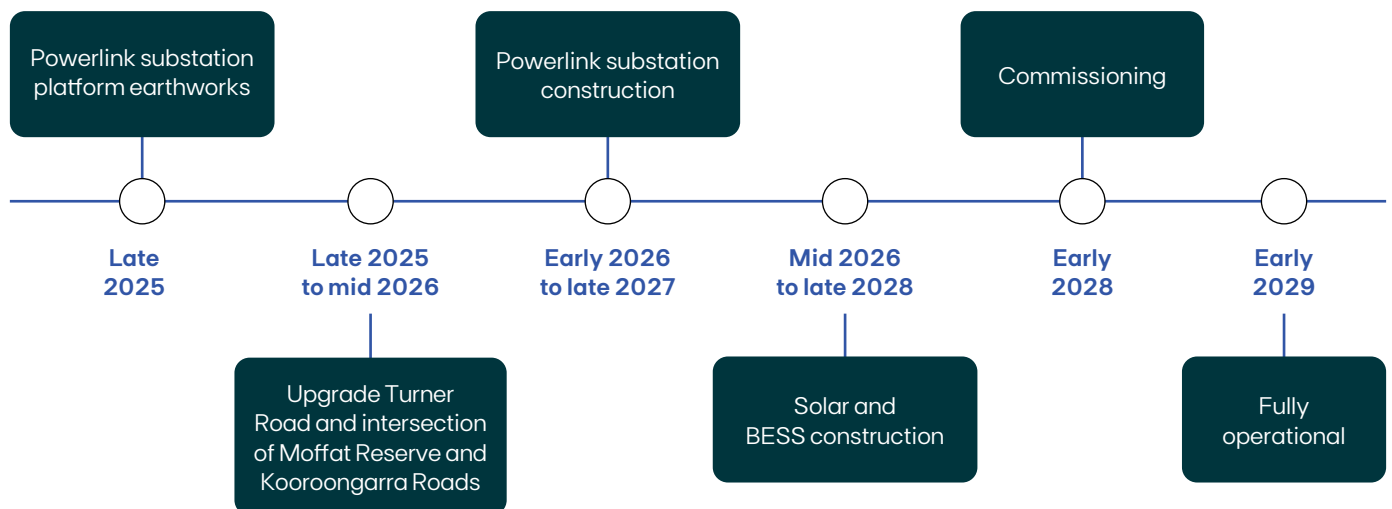 Powerlink substation
platform earthworks
Powerlink substation
construction
Commissioning
Late
2025
Late 2025
to mid 2026
Early 2026
to late 2027
Mid 2026
to late 2028
Early
2028
Early
2029
Upgrade Turner
Road and intersection
of Moffat Reserve and
Kooroongarra Roads
Solar and
BESS construction
Fully
operational